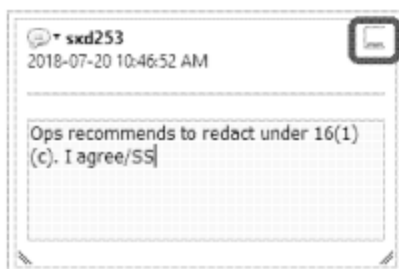 sxd253
2018-07-20 10:46:52 AM
Ops recommends to redact under 16(1)
(c). I agree/SS